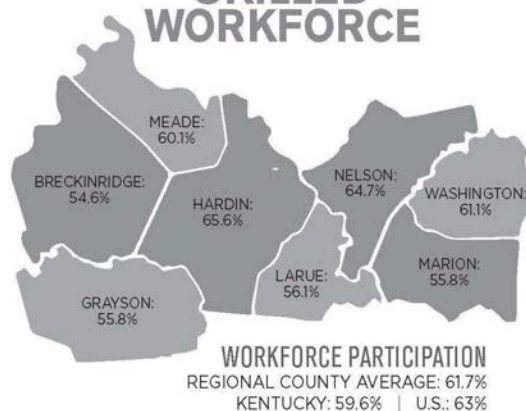 WORKFORCE
MEADE:
60.1%
BRECKINRIDGE:
54.6%
HARDIN:
65.6%
NELSON:
64.7%
WASHINGTON:
61.1%
GRAYSON:
55.8%
LARUE:
56.1%
MARION:
55.8%
WORKFORCE PARTICIPATION
REGIONAL COUNTY AVERAGE: 61.7%
KENTUCKY: 59.6% | U.S.: 63%